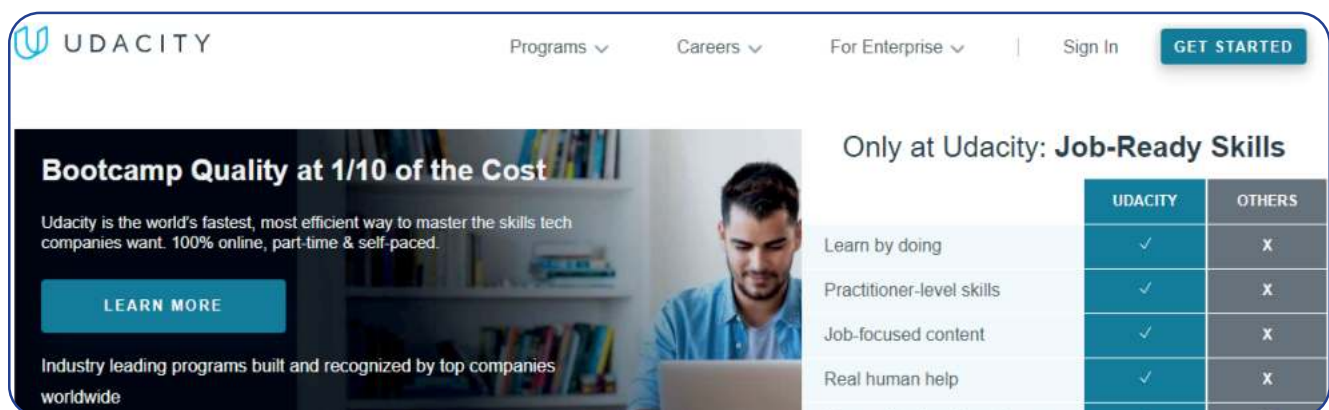 UDACITY
Programs
Careers
For Enterprise
Sign In
GET STARTED
Bootcamp Quality at 1/10 of the Cost
Udacity is the world's fastest, most efficient way to master the skills tech
companies want. 100% online, part-time & self-paced.
LEARN MORE
Industry leading programs built and recognized by top companies
worldwide
Only at Udacity: Job-Ready Skills
UDACITY OTHERS
Learn by doing ✓ X
Practitioner-level skills ✓ X
Job-focused content ✓ X
Real human help ✓ X